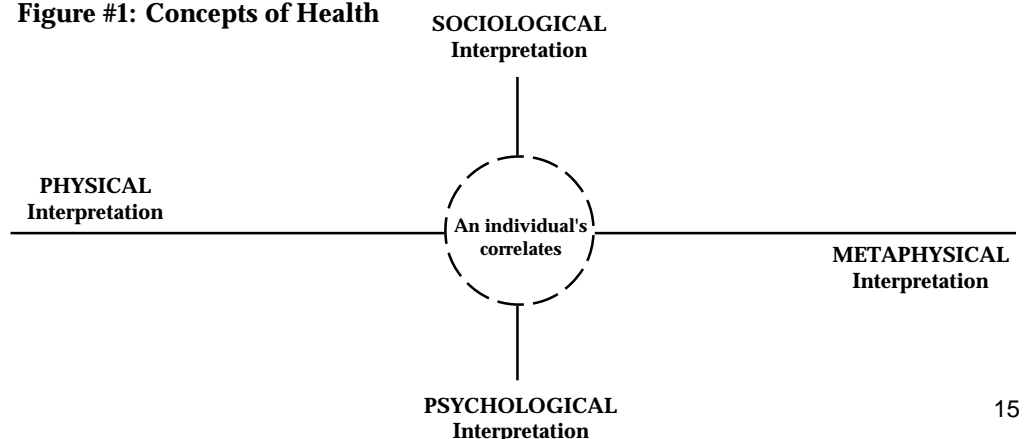 Figure #1: Concepts of Health
SOCIOLOGICAL
Interpretation
PHYSICAL
Interpretation
An individual's
correlates
METAPHYSICAL
Interpretation
PSYCHOLOGICAL
Interpretation
15